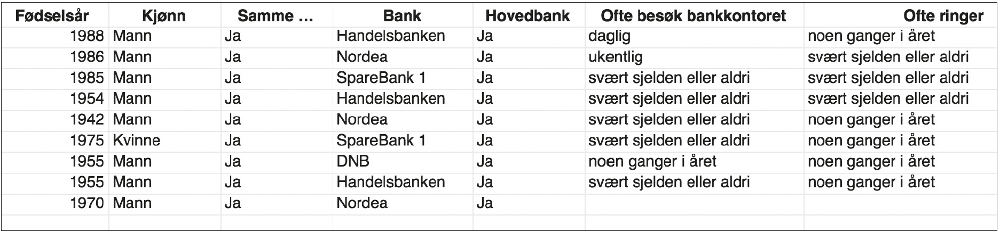 Fødselsår Kjønn Samme ... Bank Hovedbank Ofte besøk bankkontoret Ofte ringer
1988 Mann Ja Handelsbanken Ja daglig noen ganger i året
1986 Mann Ja Nordea Ja ukentlig svært sjelden eller aldri
1985 Mann Ja SpareBank 1 Ja svært sjelden eller aldri svært sjelden eller aldri
1954 Mann Ja Handelsbanken Ja svært sjelden eller aldri svært sjelden eller aldri
1942 Mann Ja Nordea Ja svært sjelden eller aldri noen ganger i året
1975 Kvinne Ja SpareBank 1 Ja svært sjelden eller aldri noen ganger i året
1955 Mann Ja DNB Ja noen ganger i året noen ganger i året
1955 Mann Ja Handelsbanken Ja svært sjelden eller aldri noen ganger i året
1970 Mann Ja Nordea Ja